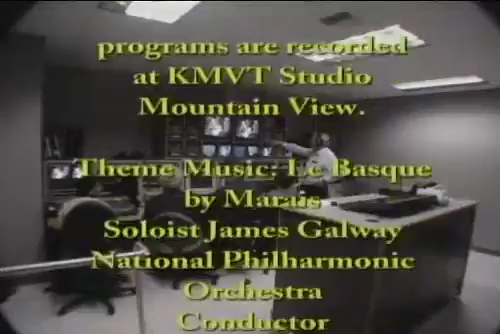 programs are recorded
at KMVT Studio
Mountain View.
Theme Music: Le Basque
by Marais
Soloist James Galway
National Philharmonic
Orchestra
Conductor